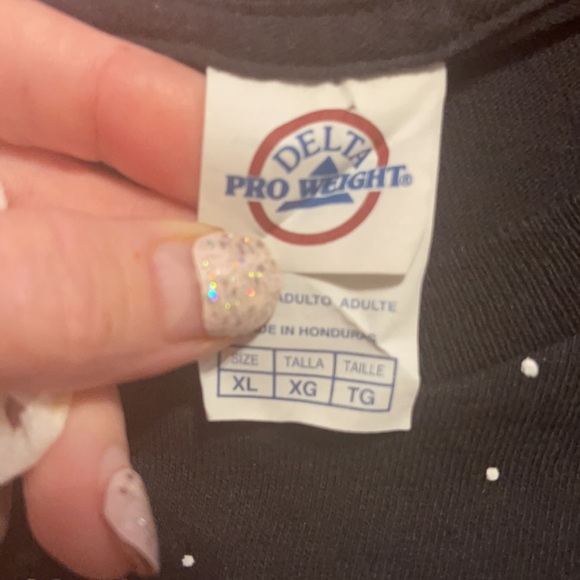 DELTA
PRO WEIGHT®
ADULTO ADULTE
IN HONDURAS
SIZE TALLA TAILLE
XL XG TG